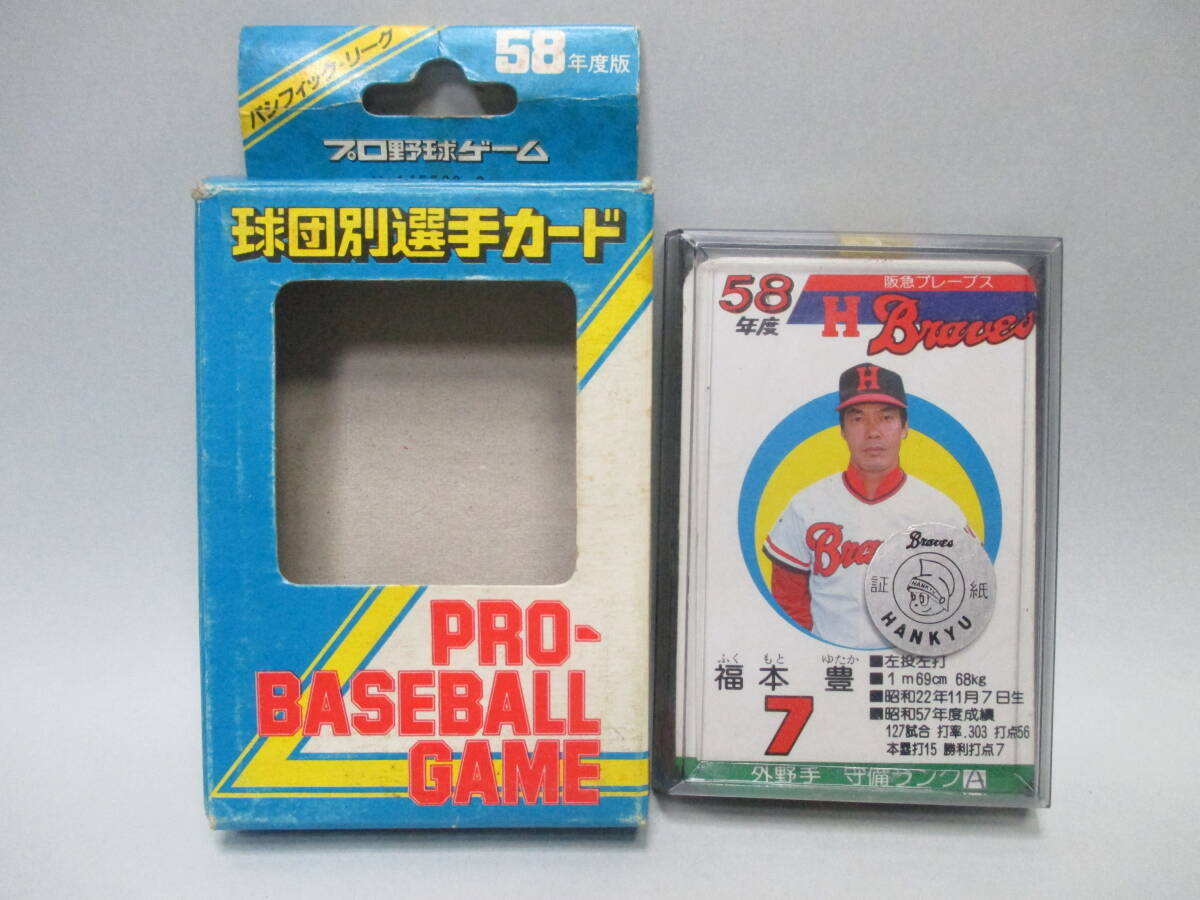 パシフィック・リーグ
58年度版
プロ野球ゲーム
球団別選手カード
PRO-
BASEBALL
GAME
58
年度
阪急ブレーブス
H Braves
H
Braves
証 紙
HANKYU
HANKYU
ふく もと ゆたか
福本 豊
7
■左投左打
■1m69cm 68kg
■昭和22年11月7日生
■昭和57年度成績
127試合 打率.303 打点56
本塁打15 勝利打点7
外野手 守備ランクA